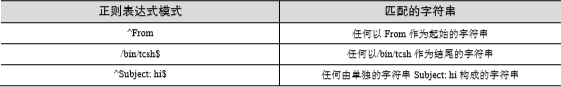 正则表达式模式 匹配的字符串
^From 任何以 From 作为起始的字符串
/bin/tcsh$ 任何以/bin/tcsh 作为结尾的字符串
^Subject: hi$ 任何由单独的字符串 Subject: hi 构成的字符串